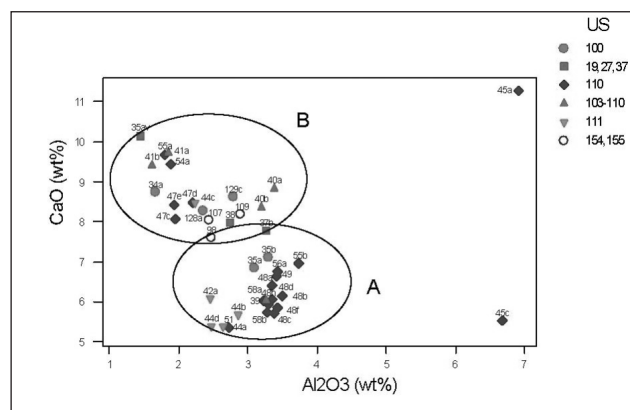 US
100
19,27,37
110
103-110
111
154,155
CaO (wt%)
11
10
9
8
7
6
5
45a
B
55a
41a
41b
54a
40a
34a
129c
47e
47d
44c
40b
109
47c
128a
107
38
98
37b
35b
35a
56a
55b
49
48a
48d
A
42a
58a
48b
39
44b
48f
58b
48c
44d
51
44a
45c
1
2
3
4
5
6
7
Al2O3 (wt%)